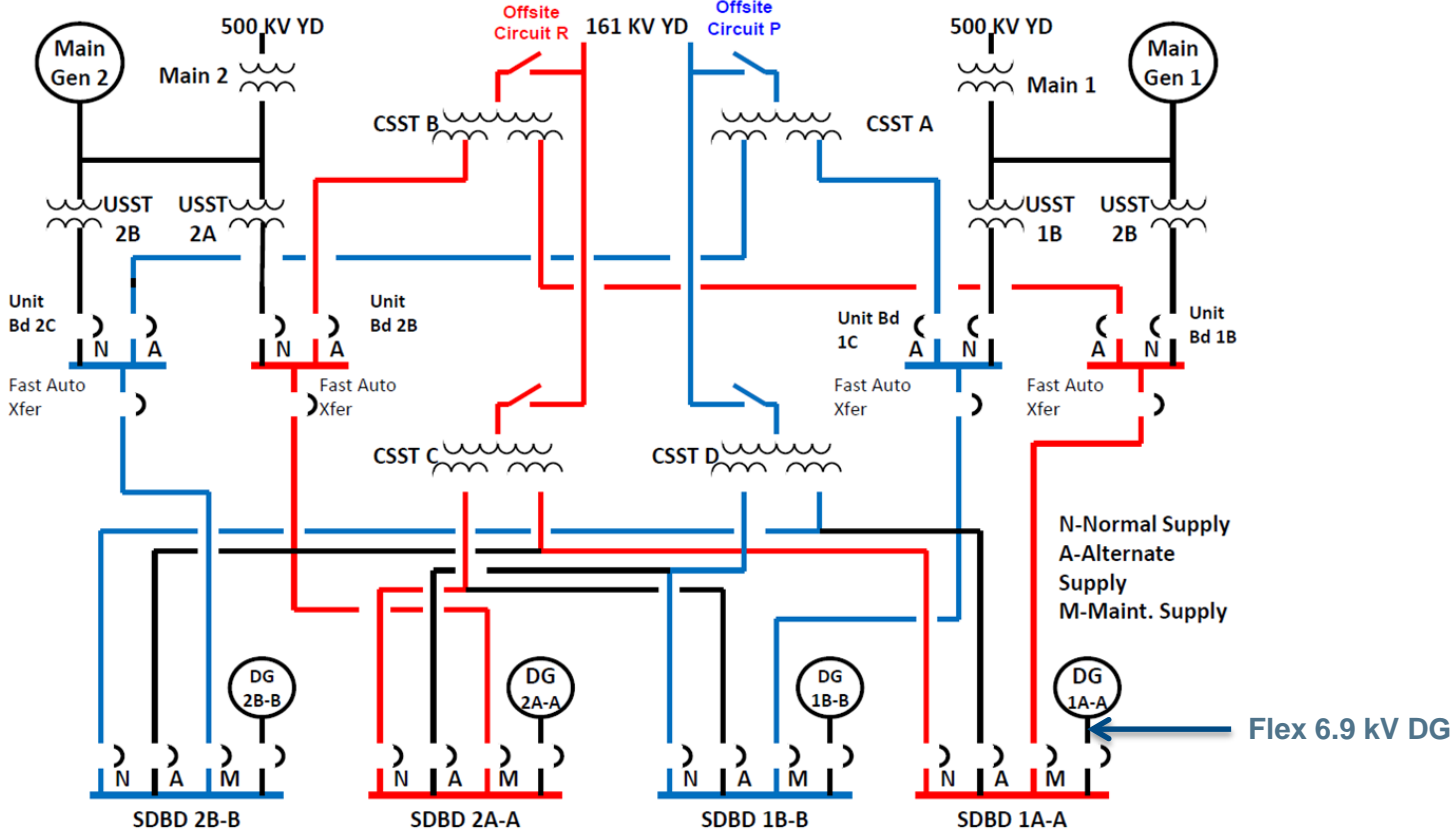 Offsite
Circuit R
Offsite
Circuit P
500 KV YD
161 KV YD
500 KV YD
Main
Gen 2
Main 2
Main 1
Main
Gen 1
CSST B
CSST A
USST
2B
USST
2A
USST
1B
USST
2B
Unit
Bd 2C
Unit
Bd 2B
Unit Bd
1C
Unit
Bd 1B
N
A
N
A
A
N
A
N
Fast Auto
Xfer
Fast Auto
Xfer
Fast Auto
Xfer
Fast Auto
Xfer
CSST C
CSST D
N-Normal Supply
A-Alternate
Supply
M-Maint. Supply
DG
2B-B
DG
2A-A
DG
1B-B
DG
1A-A
Flex 6.9 kV DG
N
A
M
N
A
M
N
A
M
N
A
M
SDBD 2B-B
SDBD 2A-A
SDBD 1B-B
SDBD 1A-A